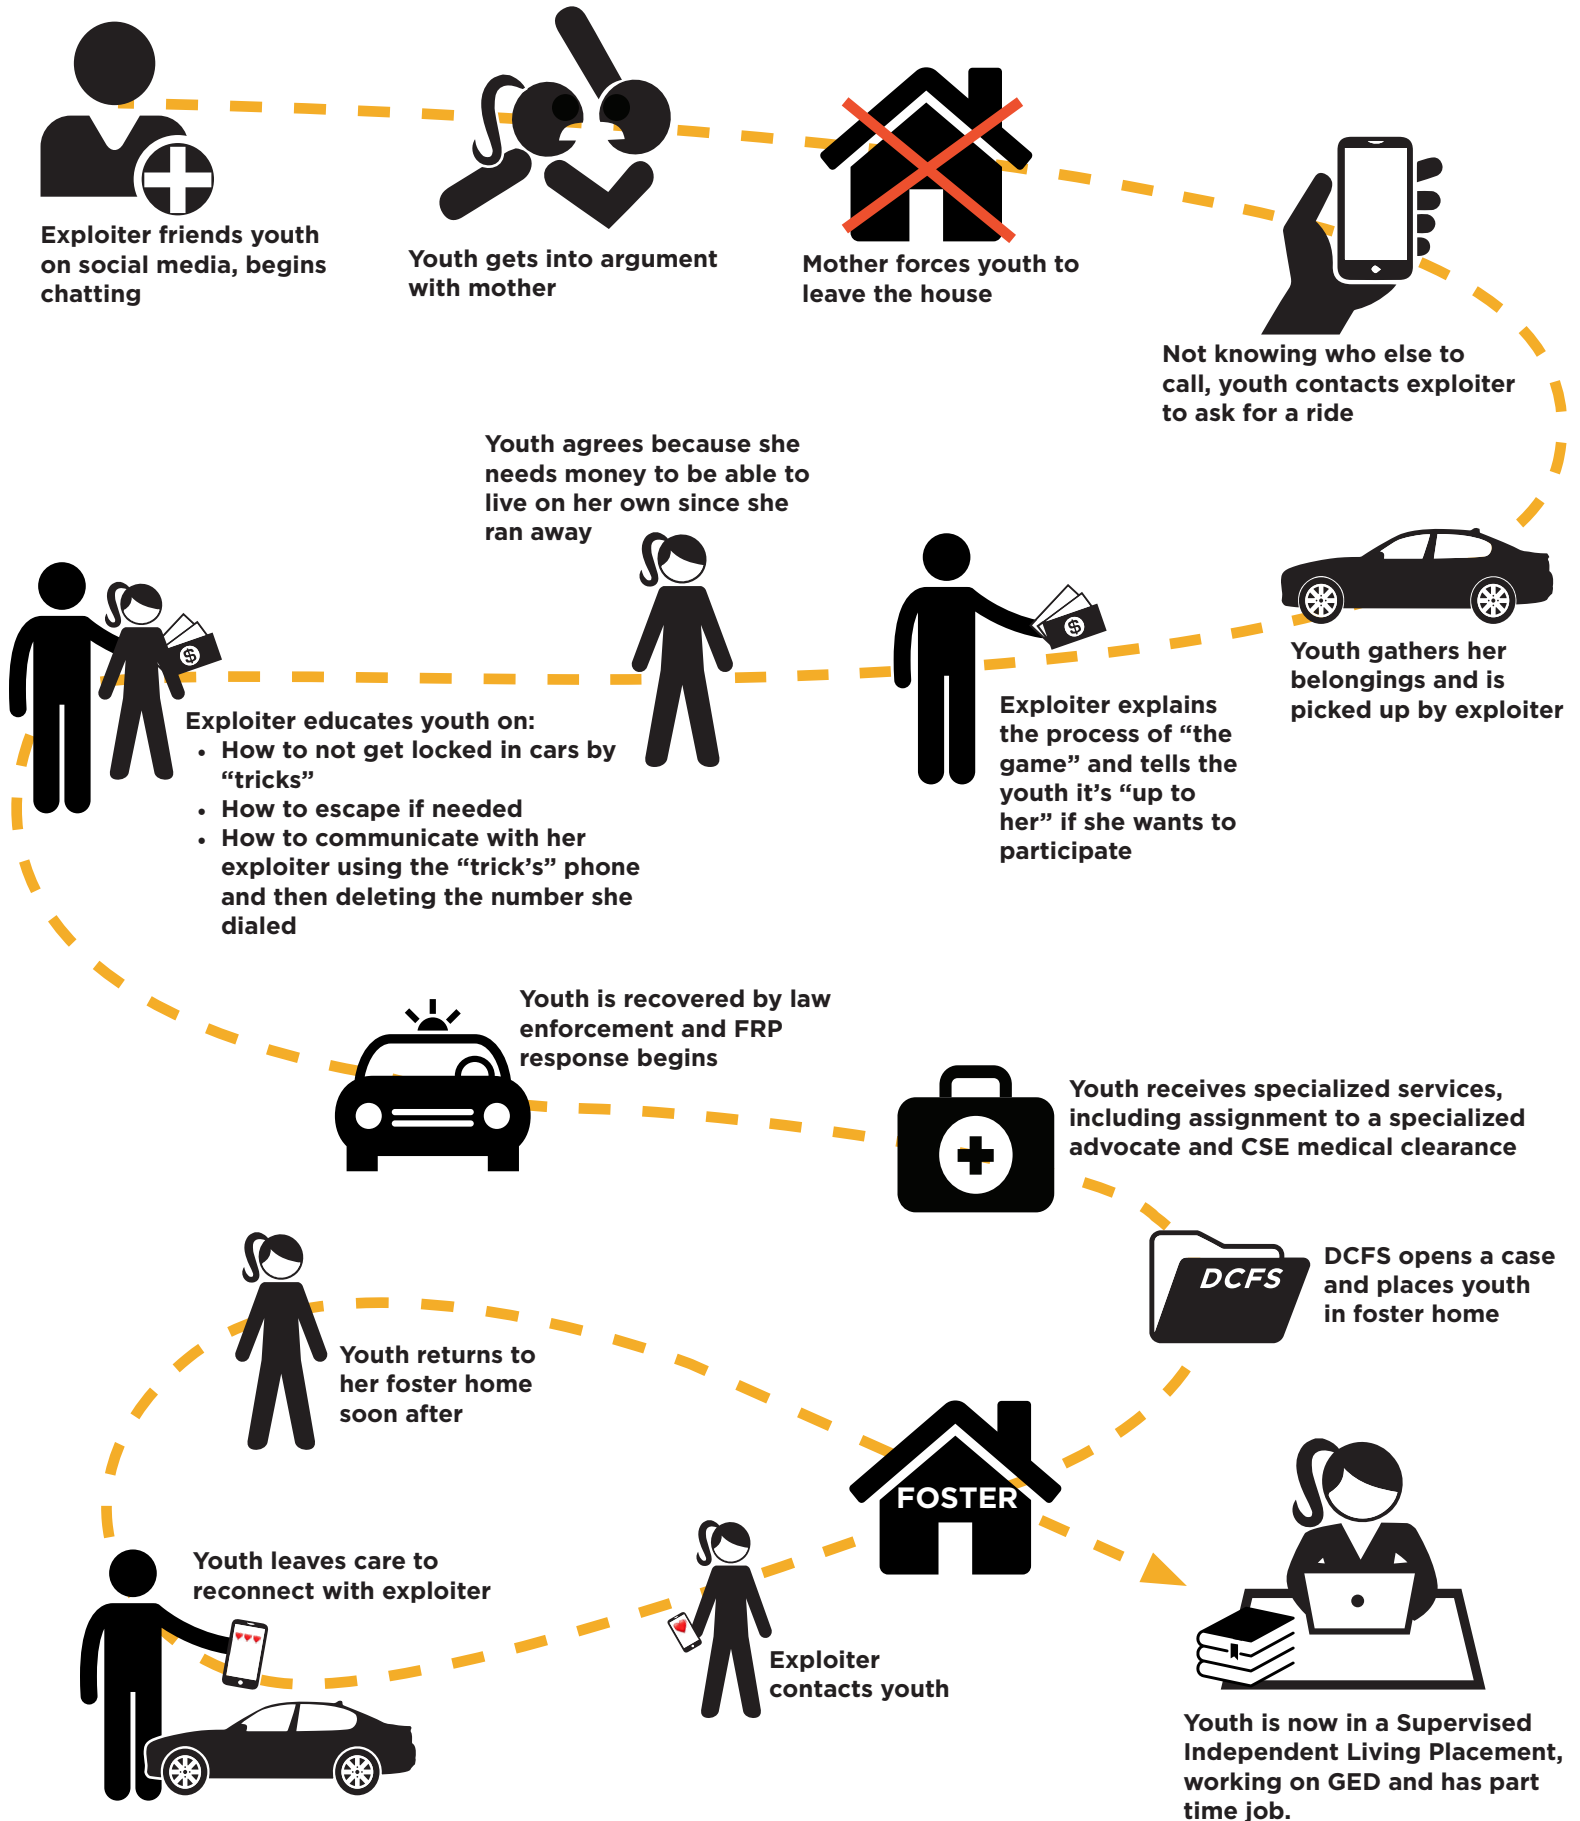 Exploiter friends youth
on social media, begins
chatting
Youth gets into argument
with mother
Mother forces youth to
leave the house
Not knowing who else to
call, youth contacts exploiter
to ask for a ride
Youth gathers her
belongings and is
picked up by exploiter
$
Exploiter explains
the process of “the
game” and tells the
youth it’s “up to
her” if she wants to
participate
Youth agrees because she
needs money to be able to
live on her own since she
ran away
$
Exploiter educates youth on:
• How to not get locked in cars by
“tricks”
• How to escape if needed
• How to communicate with her
exploiter using the “trick’s” phone
and then deleting the number she
dialed
Youth is recovered by law
enforcement and FRP
response begins
Youth receives specialized services,
including assignment to a specialized
advocate and CSE medical clearance
DCFS
DCFS opens a case
and places youth
in foster home
FOSTER
Exploiter
contacts youth
Youth leaves care to
reconnect with exploiter
Youth returns to
her foster home
soon after
Youth is now in a Supervised
Independent Living Placement,
working on GED and has part
time job.